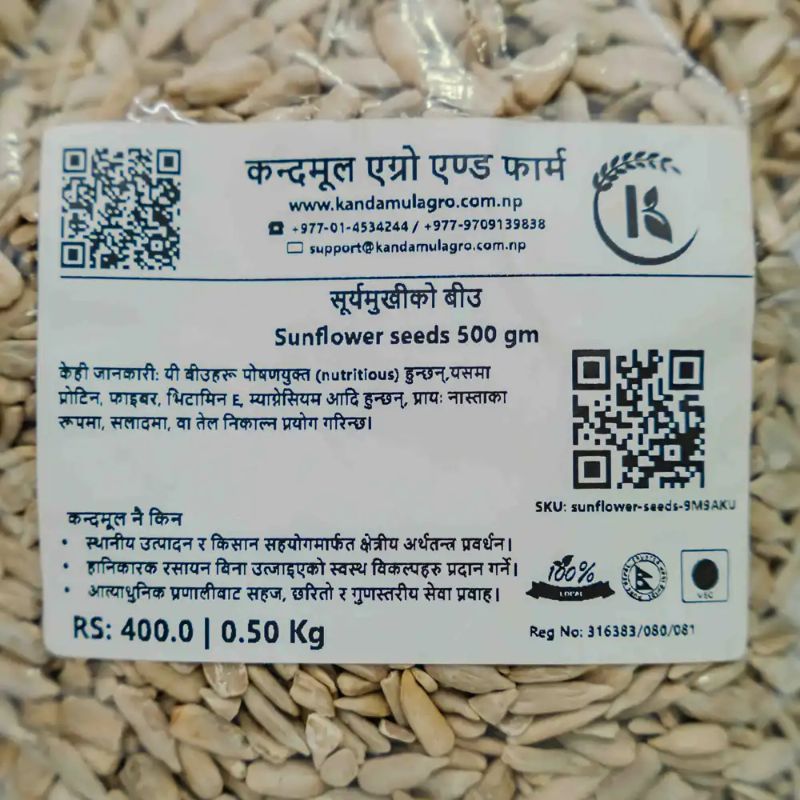 कन्दमूल एग्रो एण्ड फार्म
www.kandamulagro.com.np
+977-01-4534244 / +977-9709139838
support@kandamulagro.com.np
सूर्यमुखीको बीउ
Sunflower seeds 500 gm
केही जानकारी: यी बीउहरू पोषणयुक्त (nutritious) हुन्छन्,यसमा
प्रोटिन, फाइबर, भिटामिन E, म्याग्नेसियम आदि हुन्छन्, प्रायः नास्ताका
रूपमा, सलादमा, वा तेल निकाल्न प्रयोग गरिन्छ।
SKU: sunflower-seeds-9M9AKU
कन्दमूल नै किन
• स्थानीय उत्पादन र किसान सहयोगमार्फत क्षेत्रीय अर्थतन्त्र प्रवर्धन।
• हानिकारक रसायन विना उत्जाइएको स्वस्थ विकल्पहरु प्रदान गर्ने।
• आत्याधुनिक प्रणालीबाट सहज, छरितो र गुणस्तरीय सेवा प्रवाह।
100%
LOCAL
VEG
RS: 400.0 | 0.50 Kg
Reg No: 316383/080/081